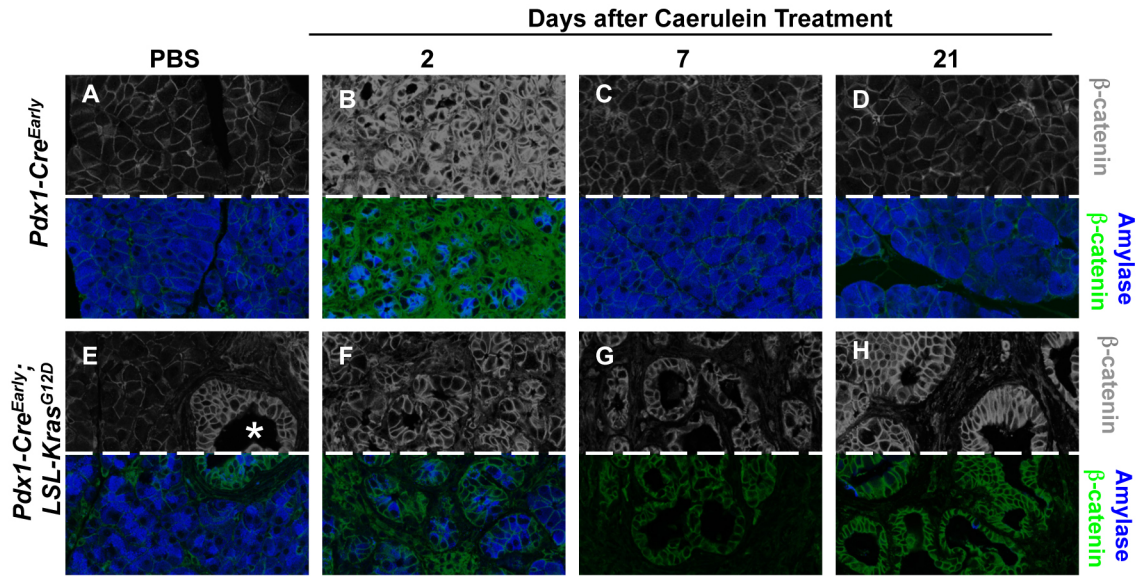 Days after Caerulein Treatment
PBS 2 7 21
Pdx1-CreEarly
A B C D
β-catenin
Amylase
β-catenin
Pdx1-CreEarly;
LSL-KrasG12D
E F G H
*
β-catenin
Amylase
β-catenin